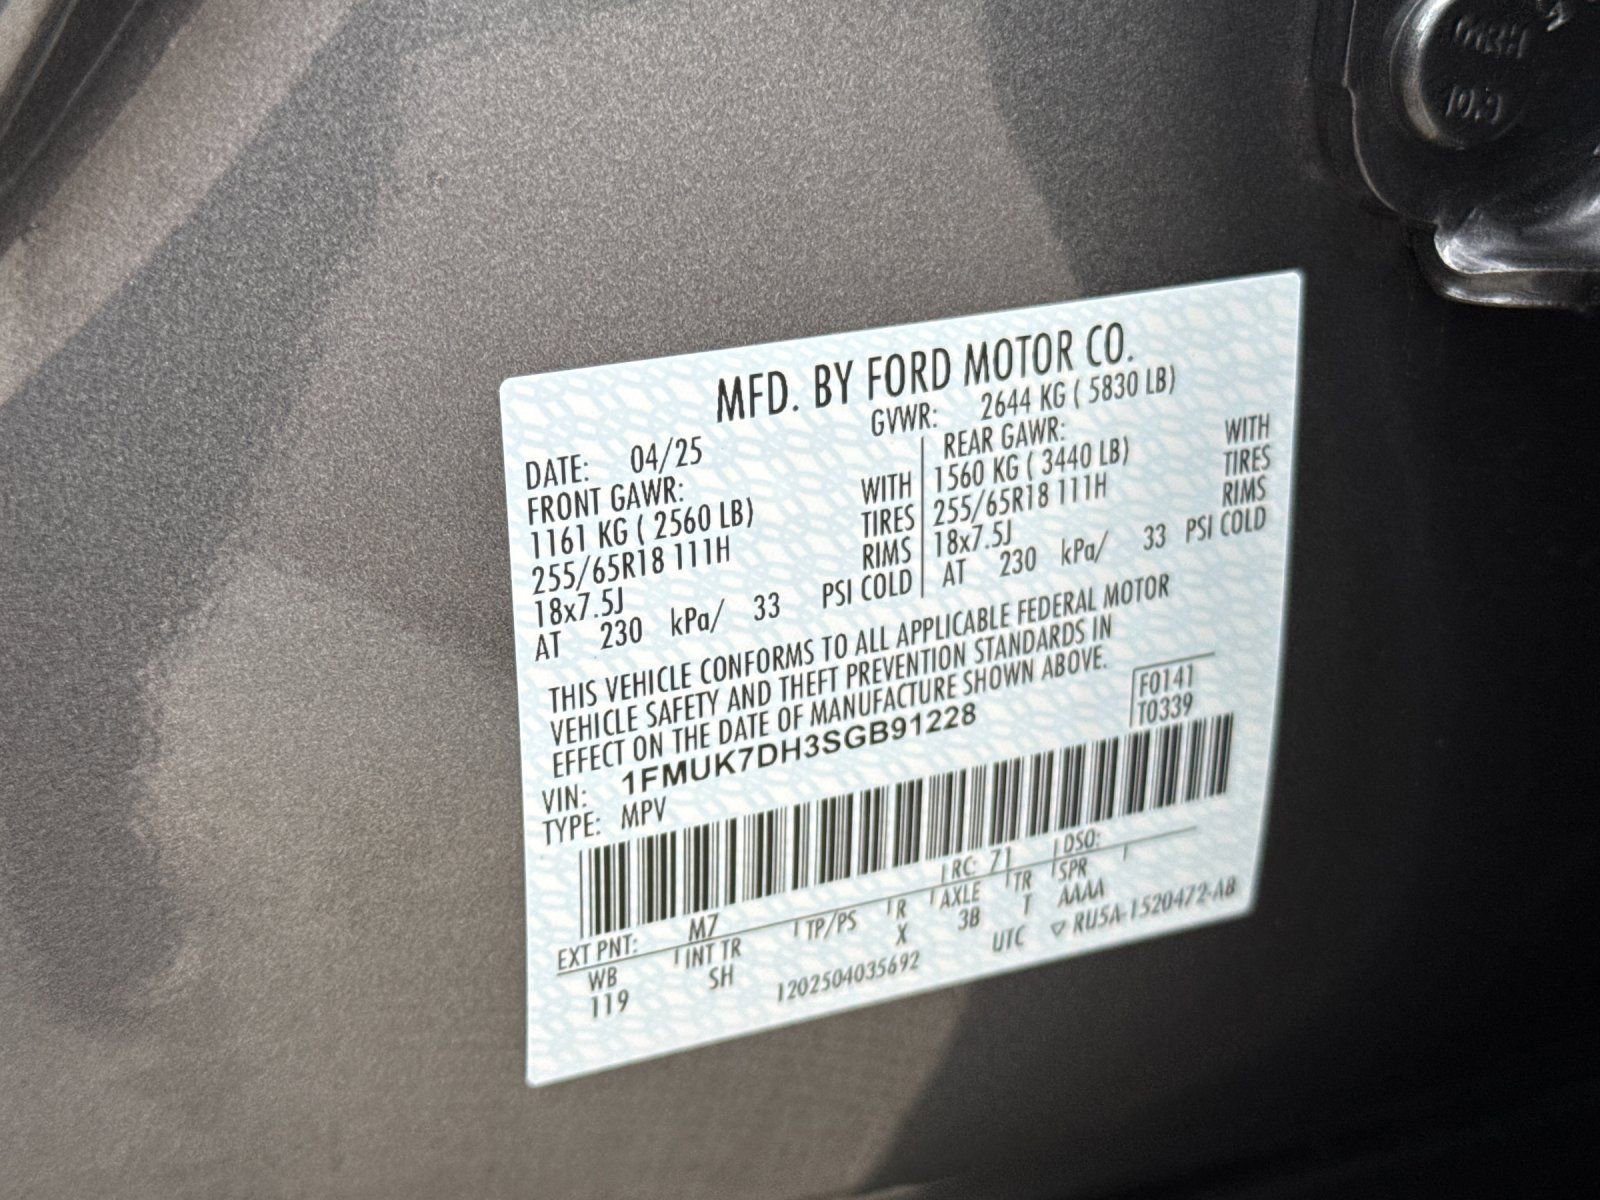 MFD. BY FORD MOTOR CO.
DATE: 04/25
GVWR: 2644 KG ( 5830 LB)
FRONT GAWR:
1161 KG ( 2560 LB) WITH
255/65R18 111H TIRES
18x7.5J RIMS
AT 230 kPa/ 33 PSI COLD
REAR GAWR:
1560 KG ( 3440 LB) WITH
255/65R18 111H TIRES
18x7.5J RIMS
AT 230 kPa/ 33 PSI COLD
THIS VEHICLE CONFORMS TO ALL APPLICABLE FEDERAL MOTOR
VEHICLE SAFETY AND THEFT PREVENTION STANDARDS IN
EFFECT ON THE DATE OF MANUFACTURE SHOWN ABOVE.
VIN: 1FMUK7DH3SGB91228
TYPE: MPV
F0141
T0339
EXT PNT: M7 RC: 71 DSO:
WB INT TR TP/PS R AXLE TR SPR
119 SH X 3B T AAAA
1202504035692 UTC ▽ RU5A-1520472-AB
10.9